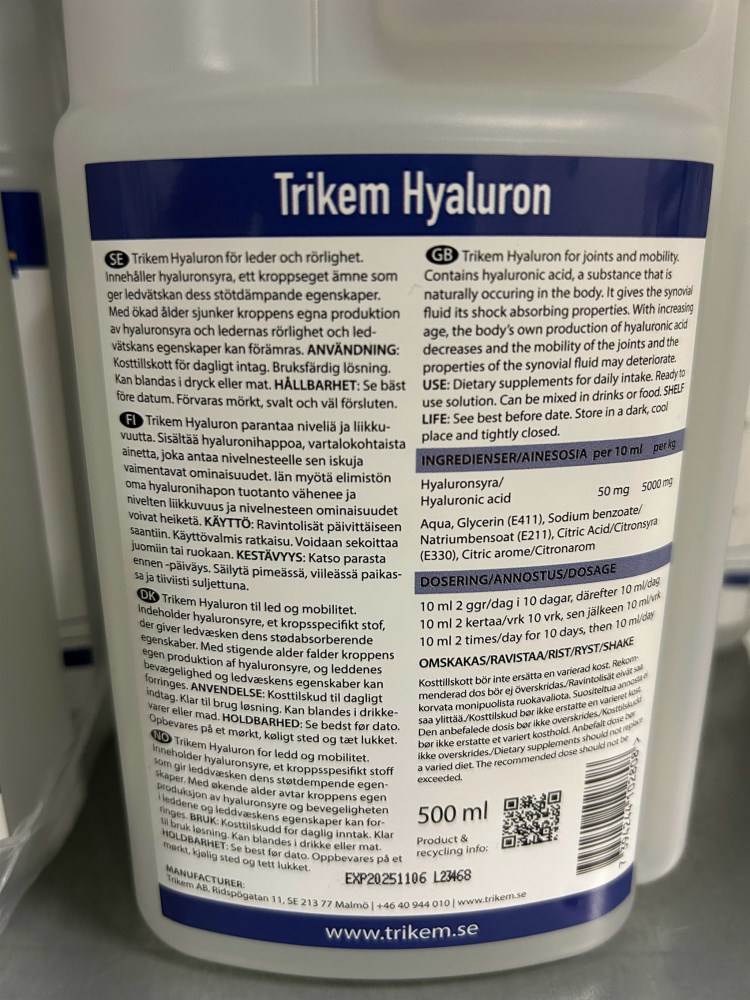 Trikem Hyaluron
SE Trikem Hyaluron för leder och rörlighet.
Innehåller hyaluronsyra, ett kroppseget ämne som
ger ledvätskan dess stötdämpande egenskaper.
Med ökad ålder sjunker kroppens egna produktion
av hyaluronsyra och ledernas rörlighet och led-
vätskans egenskaper kan förämras. ANVÄNDNING:
Kosttillskott för dagligt intag. Bruksfärdig lösning.
Kan blandas i dryck eller mat. HÅLLBARHET: Se bäst
före datum. Förvaras mörkt, svalt och väl försluten.
FI Trikem Hyaluron parantaa niveliä ja liikku-
vuutta. Sisältää hyaluronihappoa, vartalokohtaista
ainetta, joka antaa nivelnesteelle sen iskuja
vaimentavat ominaisuudet. Iän myötä elimistön
oma hyaluronihapon tuotanto vähenee ja
nivelten liikkuvuus ja nivelnesteen ominaisuudet
voivat heiketä. KÄYTTÖ: Ravintolisät päivittäiseen
saantiin. Käyttövalmis ratkaisu. Voidaan sekoittaa
juomiin tai ruokaan. KESTÄVYYS: Katso parasta
ennen -päiväys. Säilytä pimeässä, viileässä paikas-
sa ja tiiviisti suljettuna.
DK Trikem Hyaluron til led og mobilitet.
Indeholder hyaluronsyre, et kropsspecifikt stof,
der giver ledvæsken dens stødabsorberende
egenskaber. Med stigende alder falder kroppens
egen produktion af hyaluronsyre, og leddenes
bevægelighed og ledvæskens egenskaber kan
forringes. ANVENDELSE: Kosttilskud til dagligt
indtag. Klar til brug løsning. Kan blandes i drikke-
varer eller mad. HOLDBARHED: Se bedst før dato.
Opbevares på et mørkt, køligt sted og tæt lukket.
NO Trikem Hyaluron for ledd og mobilitet.
Inneholder hyaluronsyre, et kroppsspesifikt stoff
som gir leddvæsken dens støtdempende egen-
skaper. Med økende alder avtar kroppens egen
produksjon av hyaluronsyre og bevegeligheten
i leddene og leddvæskens egenskaper kan for-
ringes. BRUK: Kosttilskudd for daglig inntak. Klar
til bruk løsning. Kan blandes i drikke eller mat.
HOLDBARHET: Se best før dato. Oppbevares på et
mørkt, kjølig sted og tett lukket.
GB Trikem Hyaluron for joints and mobility.
Contains hyaluronic acid, a substance that is
naturally occuring in the body. It gives the synovial
fluid its shock absorbing properties. With increasing
age, the body's own production of hyaluronic acid
decreases and the mobility of the joints and the
properties of the synovial fluid may deteriorate.
USE: Dietary supplements for daily intake. Ready to
use solution. Can be mixed in drinks or food. SHELF
LIFE: See best before date. Store in a dark, cool
place and tightly closed.
INGREDIENSER/AINESOSIA per 10 ml per kg
Hyaluronsyra/
Hyaluronic acid 50 mg 5000 mg
Aqua, Glycerin (E411), Sodium benzoate/
Natriumbensoat (E211), Citric Acid/Citronsyra
(E330), Citric arome/Citronarom
DOSERING/ANNOSTUS/DOSAGE
10 ml 2 ggr/dag i 10 dagar, därefter 10 ml/dag
10 ml 2 kertaa/vrk 10 vrk, sen jälkeen 10 ml/vrk
10 ml 2 times/day for 10 days, then 10 ml/day
OMSKAKAS/RAVISTAA/RIST/RYST/SHAKE
Kosttillskott bör inte ersätta en varierad kost. Rekom-
menderad dos bör ej överskridas./Ravintolisät eivät saa
korvata monipuolista ruokavaliota. Suositeltua annosta ei
saa ylittää./Kosttilskud bør ikke erstatte en varieret kost.
Den anbefalede dosis bør ikke overskrides./Kosttilskudd
bør ikke erstatte et variert kosthold. Anbefalt dose bør
ikke overskrides./Dietary supplements should not replace
a varied diet. The recommended dose should not be
exceeded.
500 ml
Product &
recycling info:
EXP20251106 L23468
MANUFACTURER:
Trikem AB, Ridspögatan 11, SE 213 77 Malmö | +46 40 944 010 | www.trikem.se
www.trikem.se